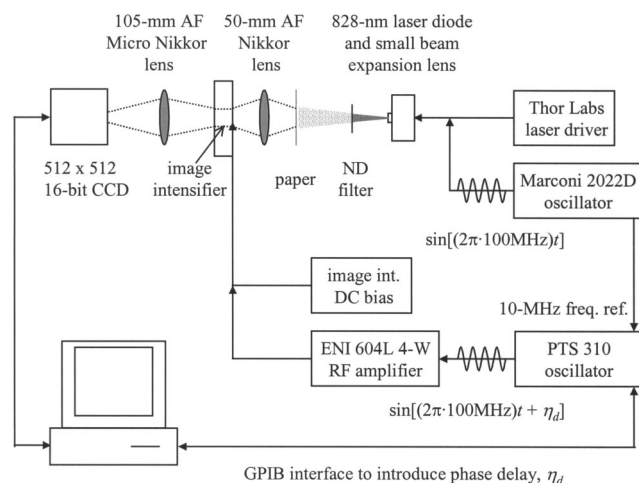 105-mm AF
Micro Nikkor
lens
50-mm AF
Nikkor
lens
828-nm laser diode
and small beam
expansion lens
Thor Labs
laser driver
512 x 512
16-bit CCD
image
intensifier
paper
ND
filter
Marconi 2022D
oscillator
sin[(2π·100MHz)t]
image int.
DC bias
10-MHz freq. ref.
ENI 604L 4-W
RF amplifier
PTS 310
oscillator
sin[(2π·100MHz)t + η_d]
GPIB interface to introduce phase delay, η_d